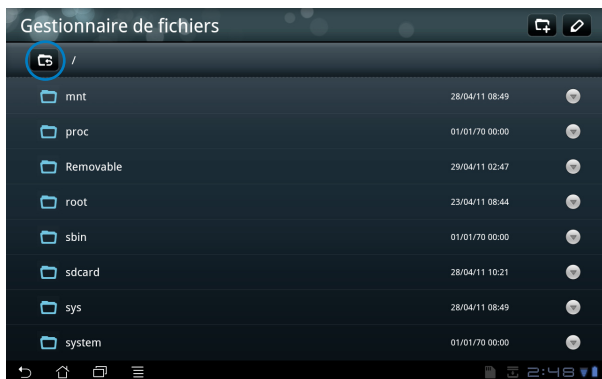 Gestionnaire de fichiers
/
mnt 28/04/11 08:49
proc 01/01/70 00:00
Removable 29/04/11 02:47
root 23/04/11 08:44
sbin 01/01/70 00:00
sdcard 28/04/11 10:21
sys 28/04/11 08:49
system 01/01/70 00:00
2:48